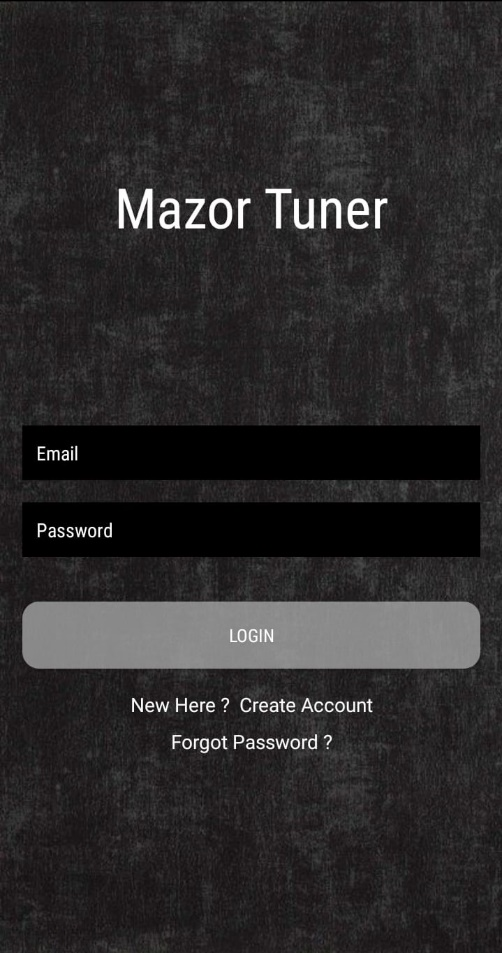 Mazor Tuner
Email
Password
LOGIN
New Here ? Create Account
Forgot Password ?